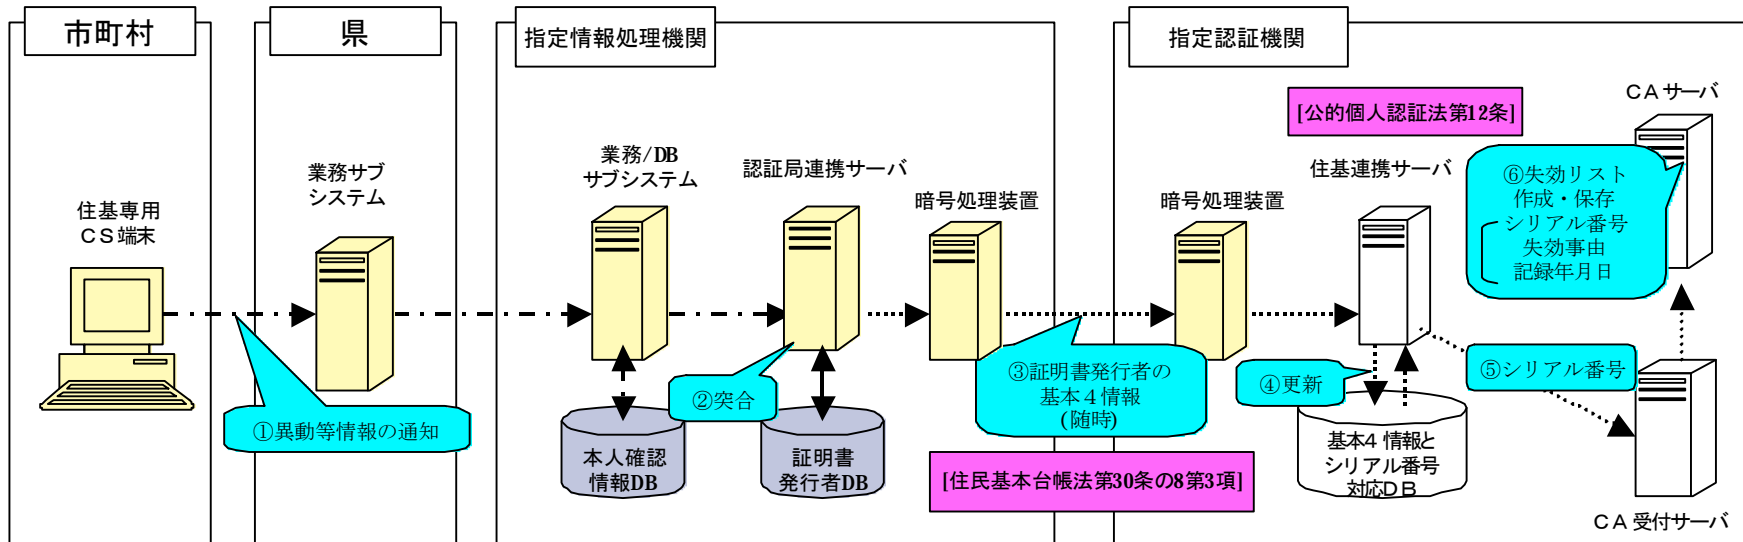 市町村
県
指定情報処理機関
指定認証機関
住基専用
CS端末
業務サブ
システム
業務/DB
サブシステム
認証局連携サーバ
暗号処理装置
暗号処理装置
[公的個人認証法第12条]
住基連携サーバ
CAサーバ
⑥失効リスト
作成・保存
シリアル番号
失効事由
記録年月日
①異動等情報の通知
②突合
③証明書発行者の
基本4情報
(随時)
④更新
⑤シリアル番号
本人確認
情報DB
証明書
発行者DB
[住民基本台帳法第30条の8第3項]
基本4情報と
シリアル番号
対応DB
CA受付サーバ